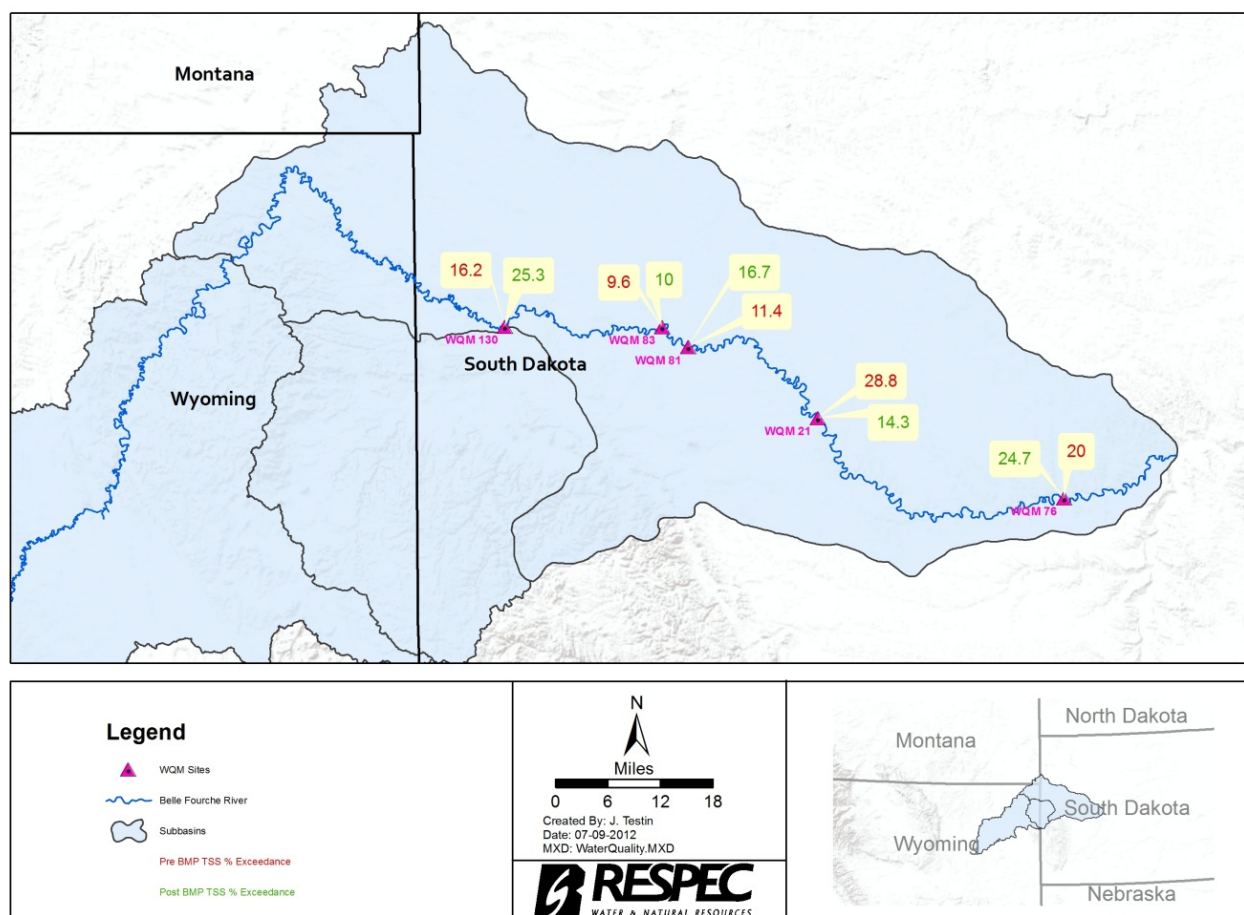 Montana
16.2
25.3
9.6
10
16.7
11.4
WQM 130
WQM 83
WQM 81
South Dakota
Wyoming
28.8
14.3
WQM 21
24.7
20
WQM 76
Legend
WQM Sites
Belle Fourche River
Subbasins
Pre BMP TSS % Exceedance
Post BMP TSS % Exceedance
N
Miles
0 6 12 18
Created By: J. Testin
Date: 07-09-2012
MXD: WaterQuality.MXD
RESPEC
WATER & NATURAL RESOURCES
North Dakota
Montana
South Dakota
Wyoming
Nebraska